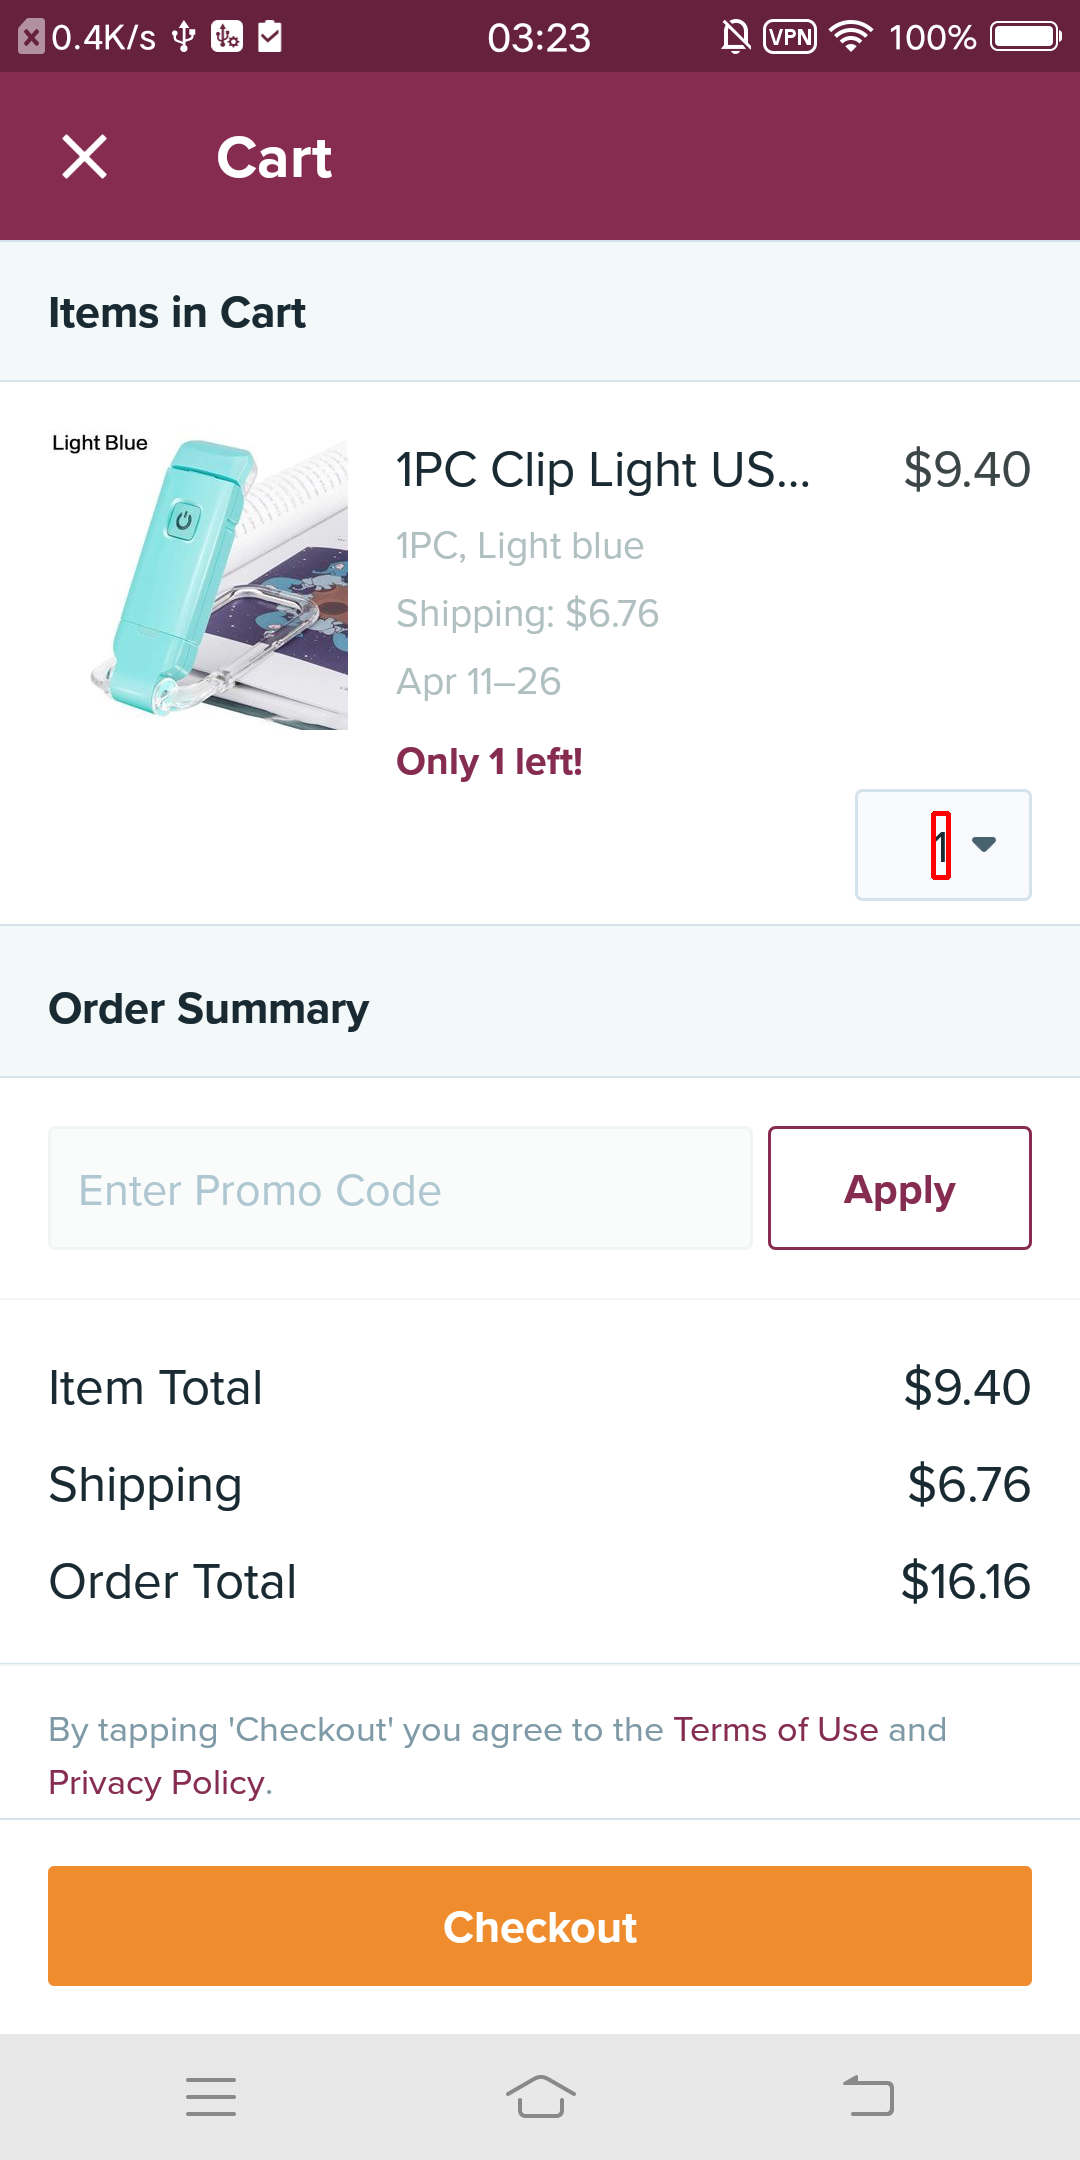 0.4K/s
03:23
VPN
100%
Cart
Items in Cart
Light Blue
1PC Clip Light US...
$9.40
1PC, Light blue
Shipping: $6.76
Apr 11–26
Only 1 left!
1
Order Summary
Enter Promo Code
Apply
Item Total
$9.40
Shipping
$6.76
Order Total
$16.16
By tapping 'Checkout' you agree to the Terms of Use and
Privacy Policy.
Checkout